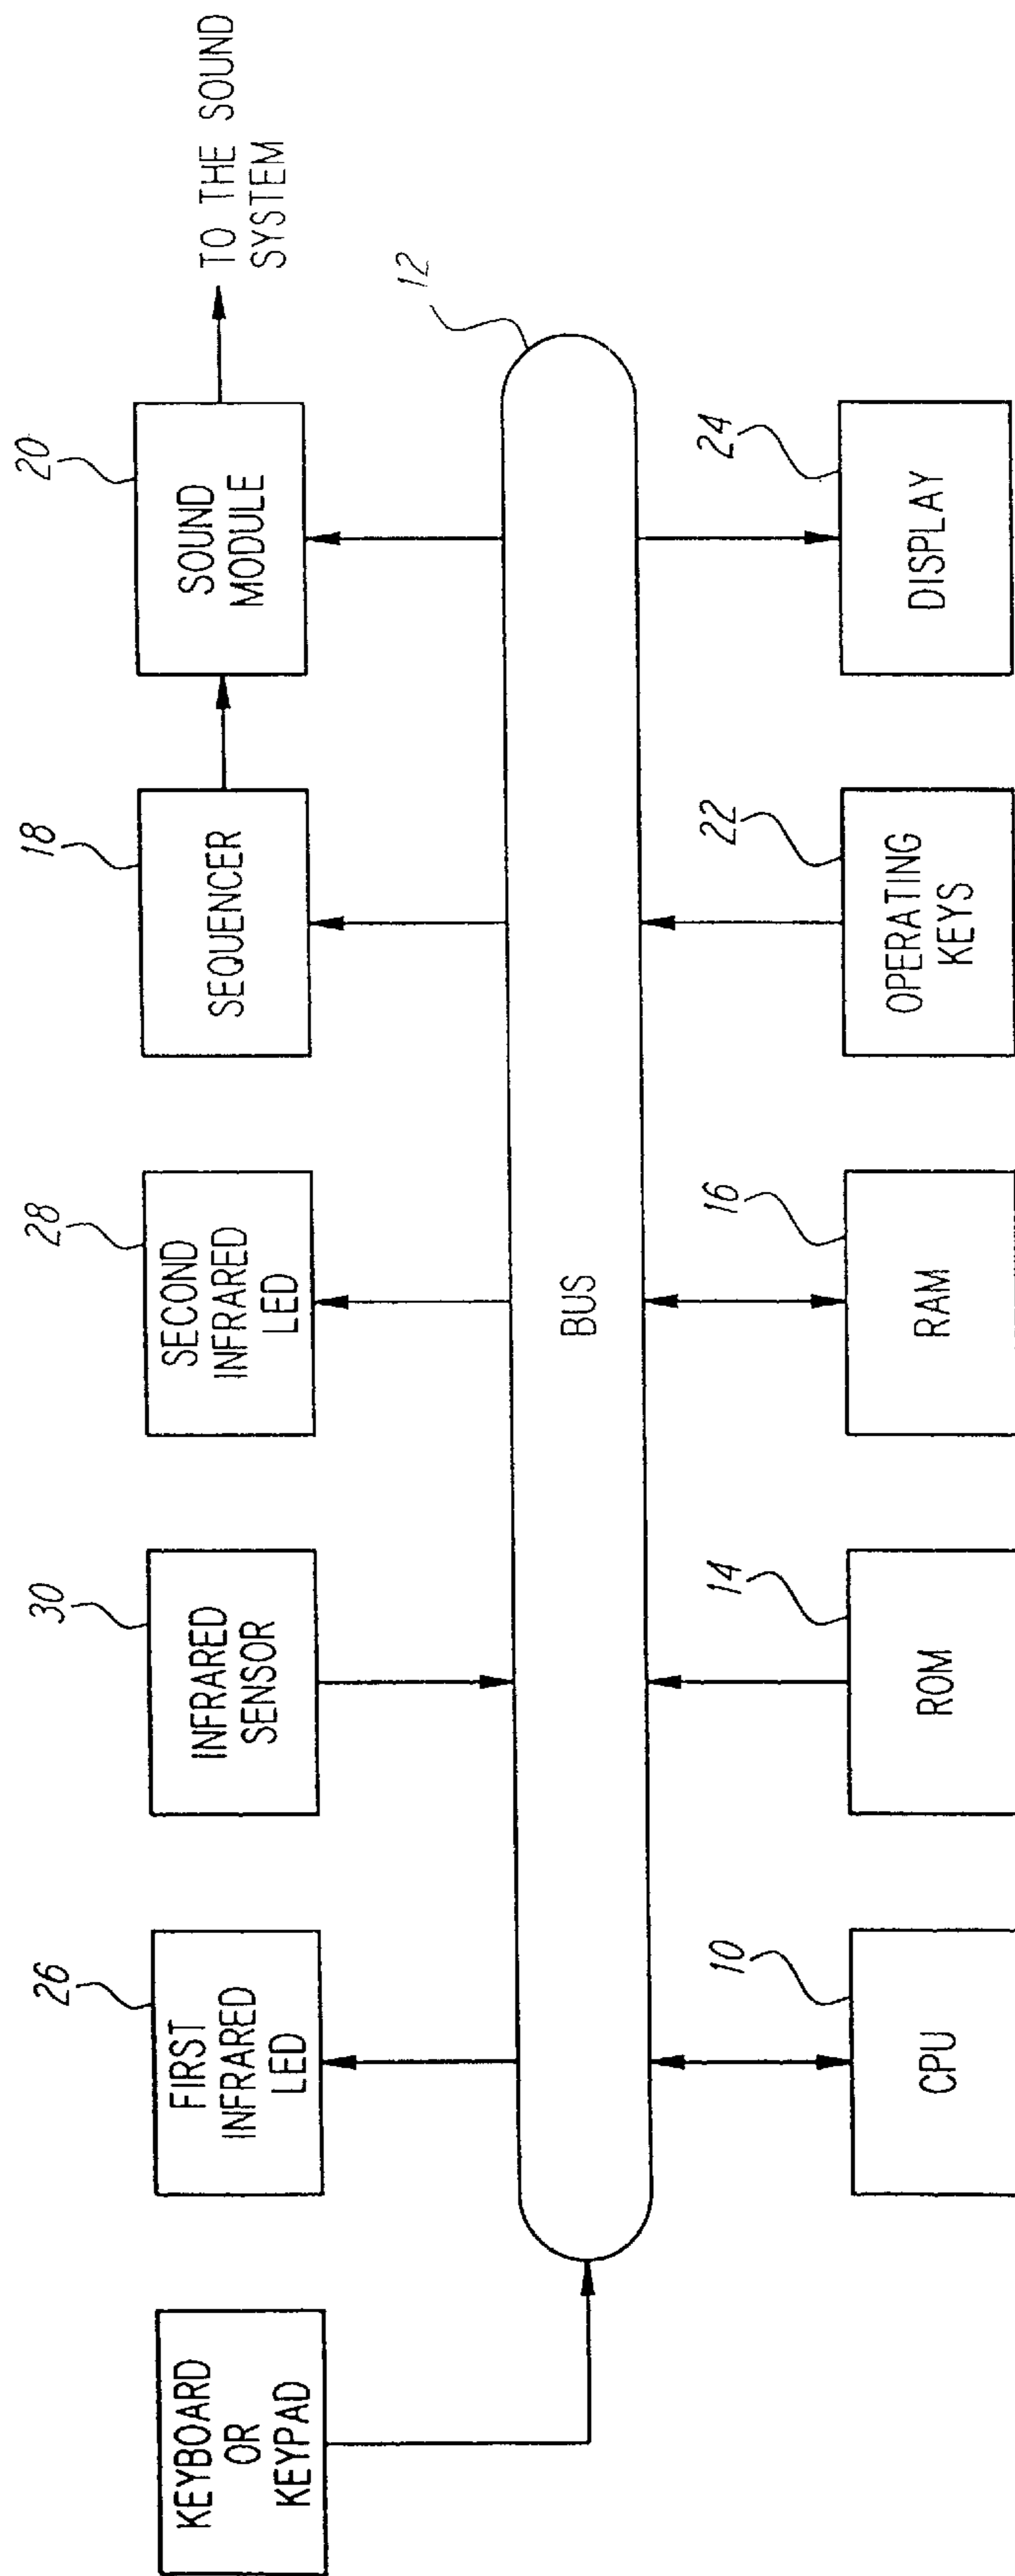 TO THE SOUND
SYSTEM
20
SOUND
MODULE
18
SEQUENCER
28
SECOND
INFRARED
LED
30
INFRARED
SENSOR
26
FIRST
INFRARED
LED
KEYBOARD
OR
KEYPAD
12
BUS
24
DISPLAY
22
OPERATING
KEYS
16
RAM
14
ROM
10
CPU